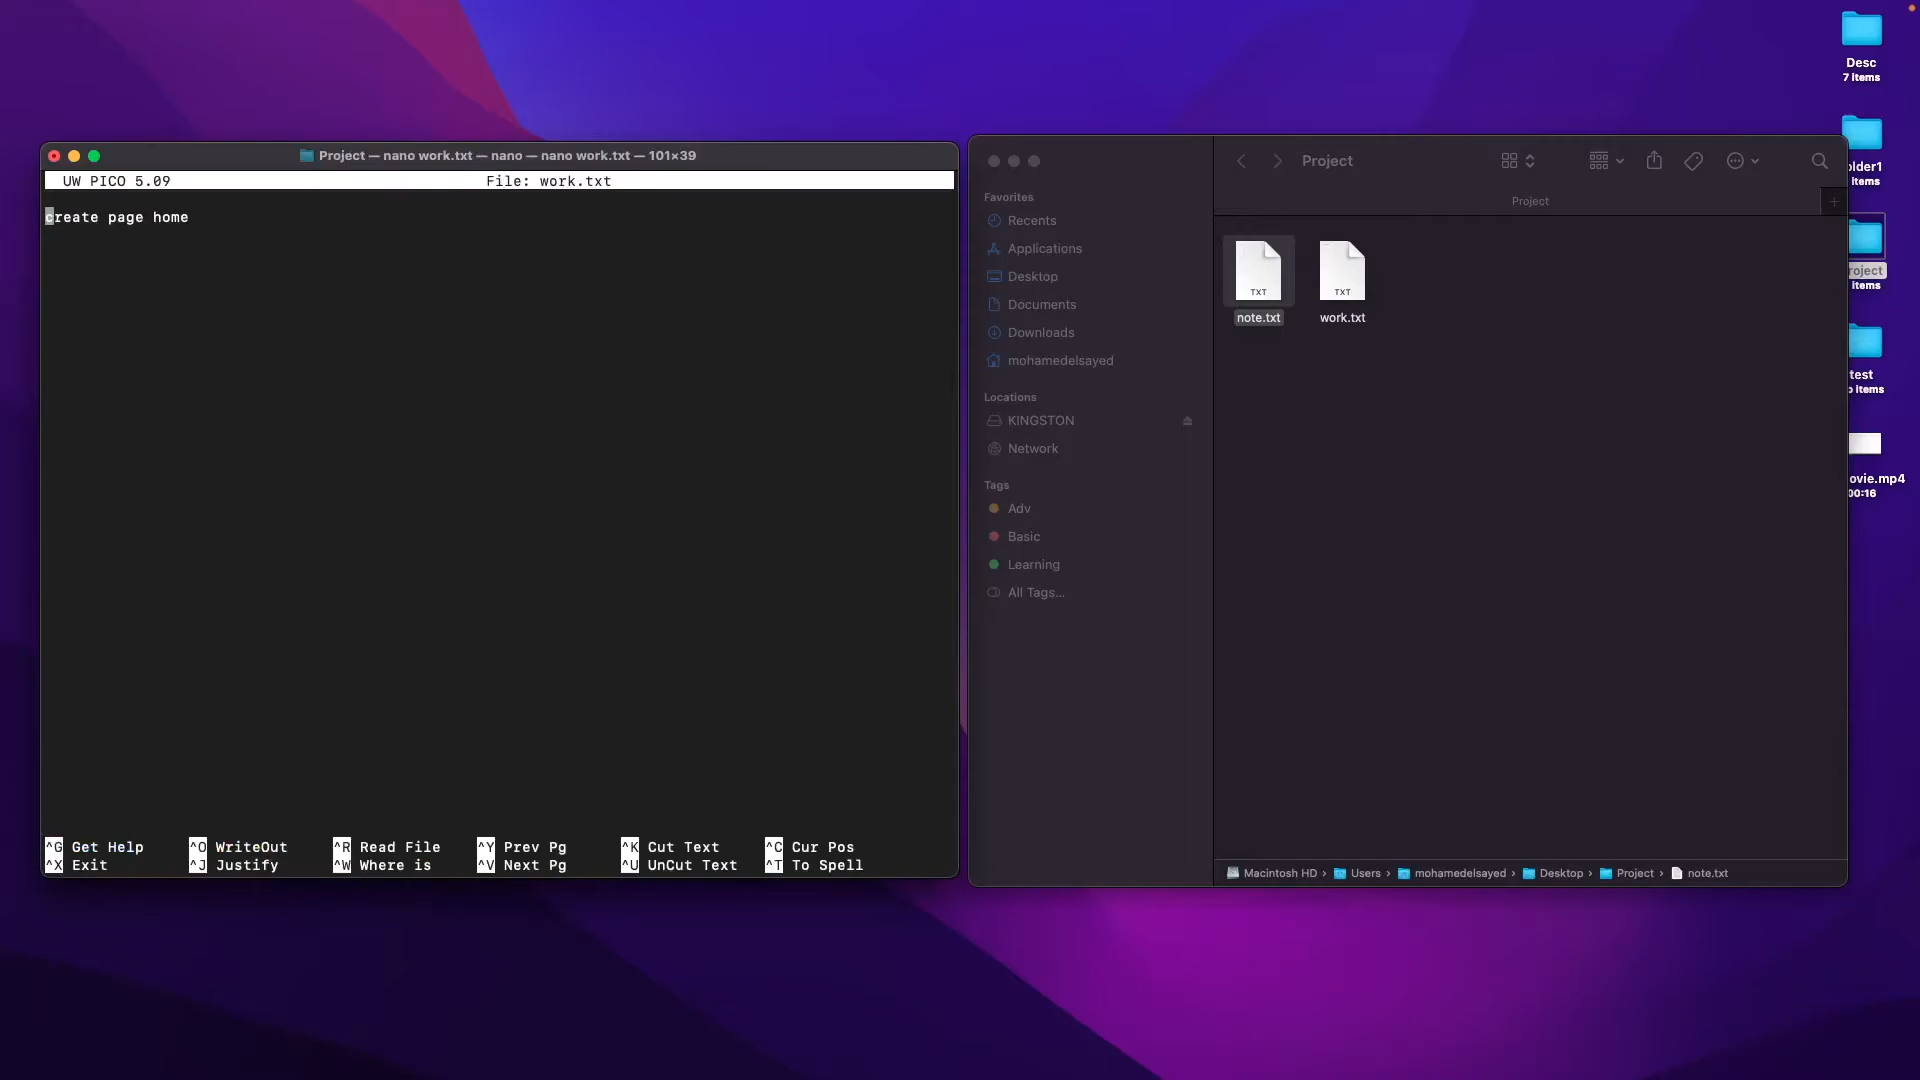 Desc
7 items
Project — nano work.txt — nano — nano work.txt — 101×39
UW PICO 5.09
File: work.txt
create page home
^G Get Help
^O WriteOut
^R Read File
^Y Prev Pg
^K Cut Text
^C Cur Pos
^X Exit
^J Justify
^W Where is
^V Next Pg
^U UnCut Text
^T To Spell
Project
Project
Favorites
Recents
Applications
Desktop
Documents
Downloads
mohamedelsayed
Locations
KINGSTON
Network
Tags
Adv
Basic
Learning
All Tags...
TXT
note.txt
TXT
work.txt
Macintosh HD › Users › mohamedelsayed › Desktop › Project › note.txt
older1
items
roject
items
test
items
ovie.mp4
00:16